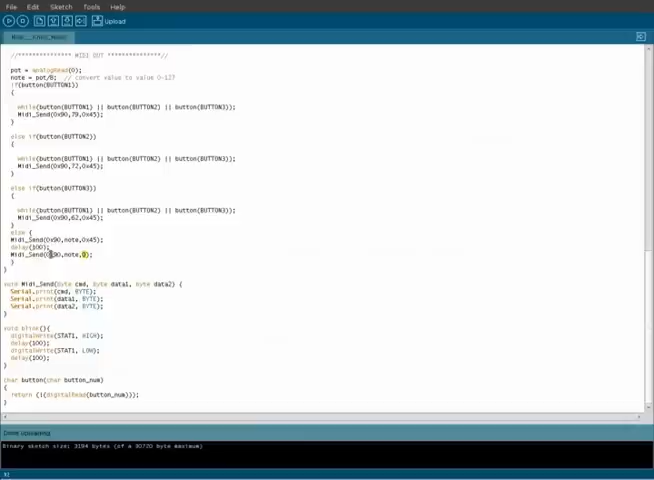 File Edit Sketch Tools Help
Upload
//*************** MIDI OUT ***************//
pot = analogRead(0);
note = pot/8; // convert value to value 0-127
if(button(BUTTON1))
{
while(button(BUTTON1) || button(BUTTON2) || button(BUTTON3));
Midi_Send(0x90,79,0x45);
}
else if(button(BUTTON2))
{
while(button(BUTTON1) || button(BUTTON2) || button(BUTTON3));
Midi_Send(0x90,72,0x45);
}
else if(button(BUTTON3))
{
while(button(BUTTON1) || button(BUTTON2) || button(BUTTON3));
Midi_Send(0x90,62,0x45);
}
else {
Midi_Send(0x90,note,0x45);
delay(100);
Midi_Send(0x90,note,0);
}
}
void Midi_Send(byte cmd, byte data1, byte data2) {
Serial.print(cmd, BYTE);
Serial.print(data1, BYTE);
Serial.print(data2, BYTE);
}
void blink(){
digitalWrite(STAT1, HIGH);
delay(100);
digitalWrite(STAT1, LOW);
delay(100);
}
char button(char button_num)
{
return (!(digitalRead(button_num)));
}
Done uploading.
Binary sketch size: 3194 bytes (of a 30720 byte maximum)